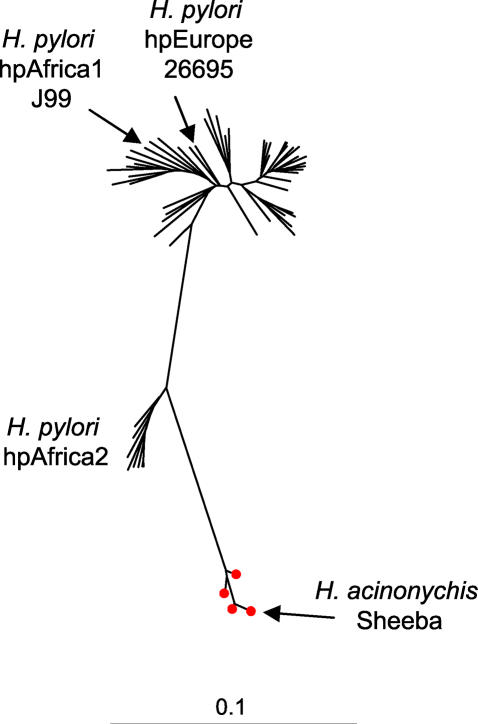 H. pylori
hpAfrica1
J99
H. pylori
hpEurope
26695
H. pylori
hpAfrica2
H. acinonychis
Sheeba
0.1